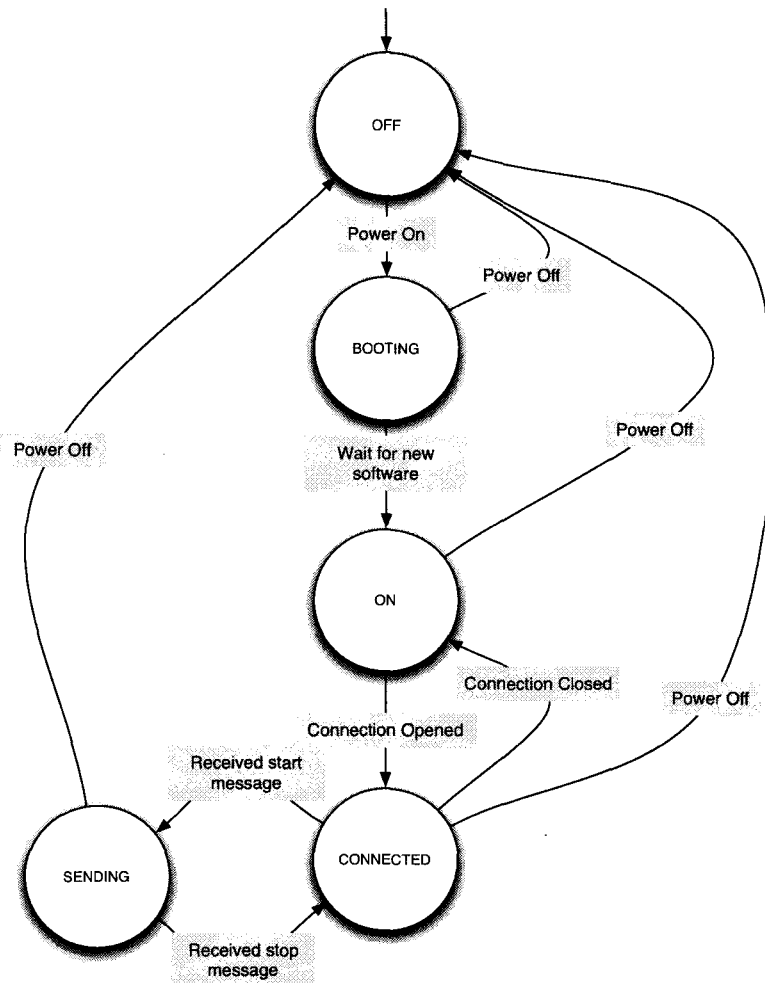 OFF
Power On
Power Off
BOOTING
Power Off
Power Off
Wait for new
software
ON
Connection Closed
Power Off
Connection Opened
Received start
message
SENDING
CONNECTED
Received stop
message